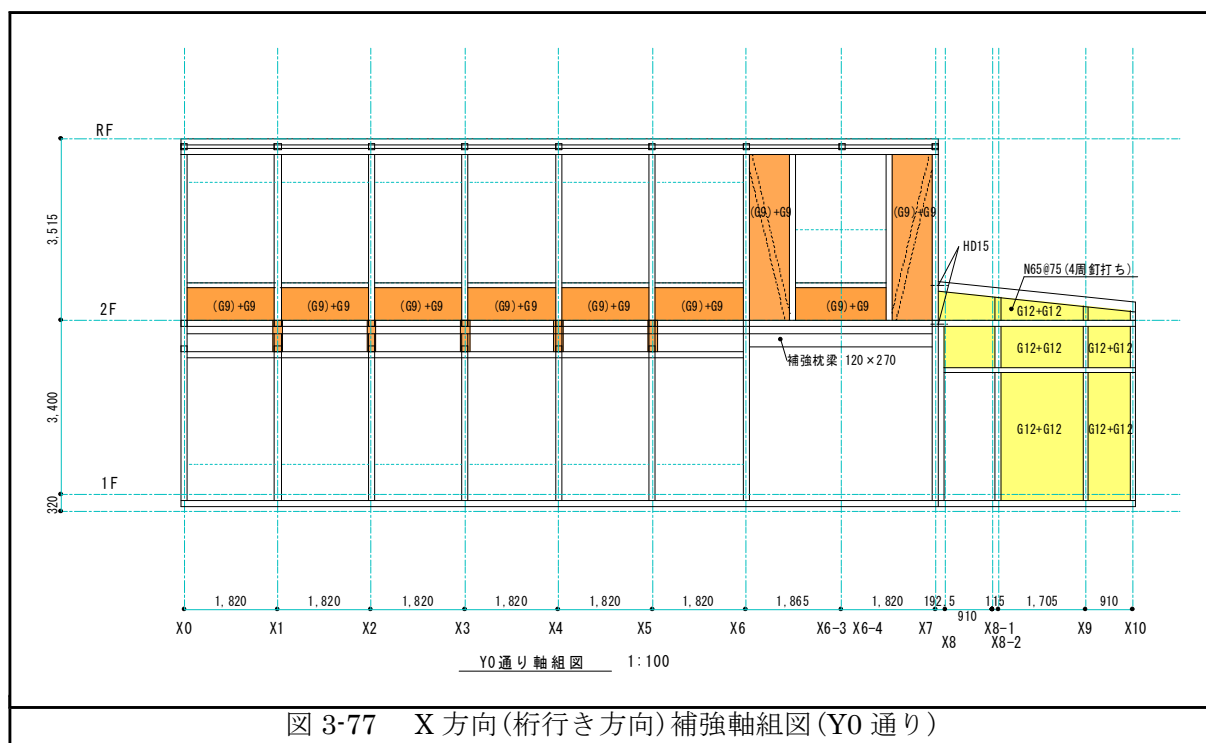 RF
3,515
(G9)+G9
(G9)+G9
HD15
N65@75(4周釘打ち)
2F
(G9)+G9
(G9)+G9
(G9)+G9
(G9)+G9
(G9)+G9
(G9)+G9
(G9)+G9
G12+G12
補強枕梁 120×270
G12+G12
G12+G12
3,400
G12+G12
G12+G12
1F
320
1,820
1,820
1,820
1,820
1,820
1,820
1,865
1,820
192.5
910
115
1,705
910
X0
X1
X2
X3
X4
X5
X6
X6-3
X6-4
X7
X8
X8-1
X8-2
X9
X10
Y0通り軸組図 1:100
図 3-77 X 方向(桁行き方向)補強軸組図(Y0 通り)